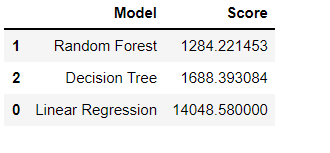 Model Score
1 Random Forest 1284.221453
2 Decision Tree 1688.393084
0 Linear Regression 14048.580000